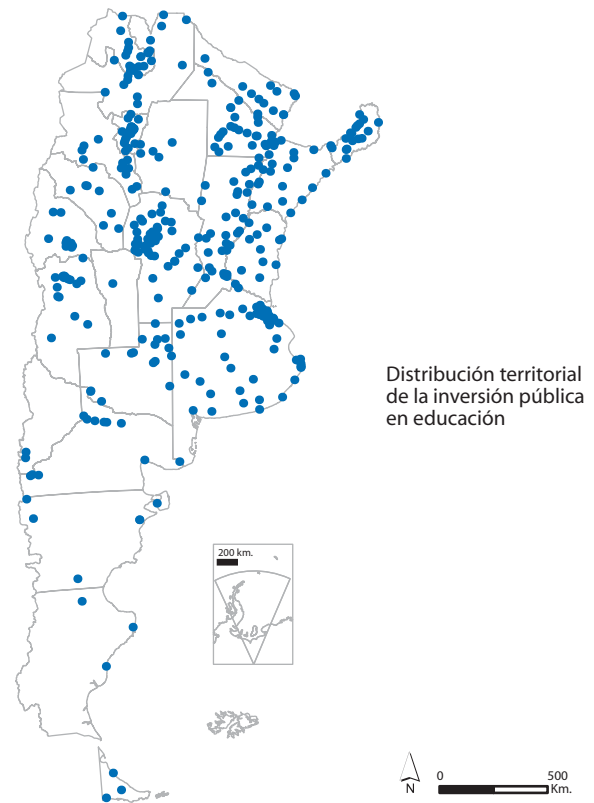 Distribución territorial
de la inversión pública
en educación
200 km.
N
0 500
Km.